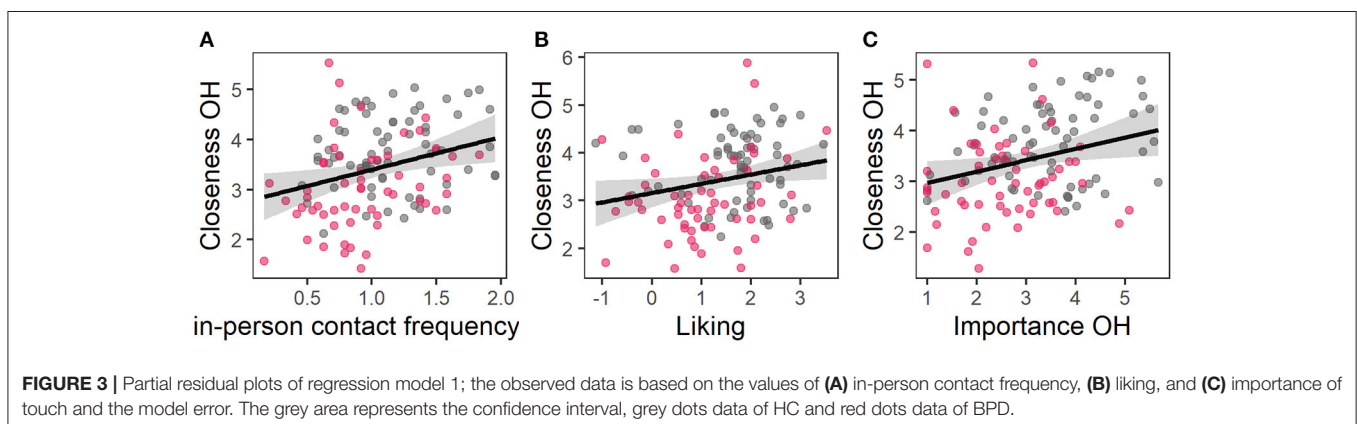 A
B
C
Closeness OH
5
4
3
2
0.5 1.0 1.5 2.0
in-person contact frequency
Closeness OH
6
5
4
3
2
-1 0 1 2 3
Liking
Closeness OH
5
4
3
2
1 2 3 4 5
Importance OH
FIGURE 3 | Partial residual plots of regression model 1; the observed data is based on the values of (A) in-person contact frequency, (B) liking, and (C) importance of
touch and the model error. The grey area represents the confidence interval, grey dots data of HC and red dots data of BPD.